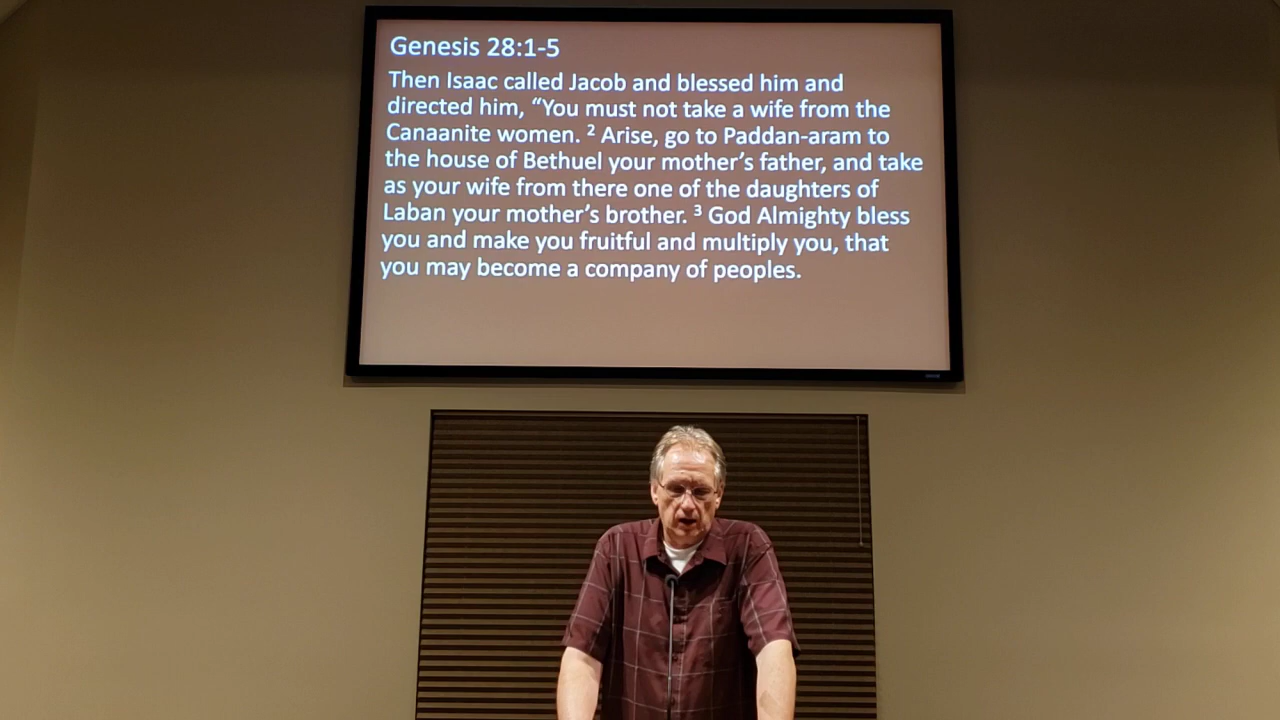 Genesis 28:1-5
Then Isaac called Jacob and blessed him and
directed him, “You must not take a wife from the
Canaanite women. ² Arise, go to Paddan-aram to
the house of Bethuel your mother’s father, and take
as your wife from there one of the daughters of
Laban your mother’s brother. ³ God Almighty bless
you and make you fruitful and multiply you, that
you may become a company of peoples.